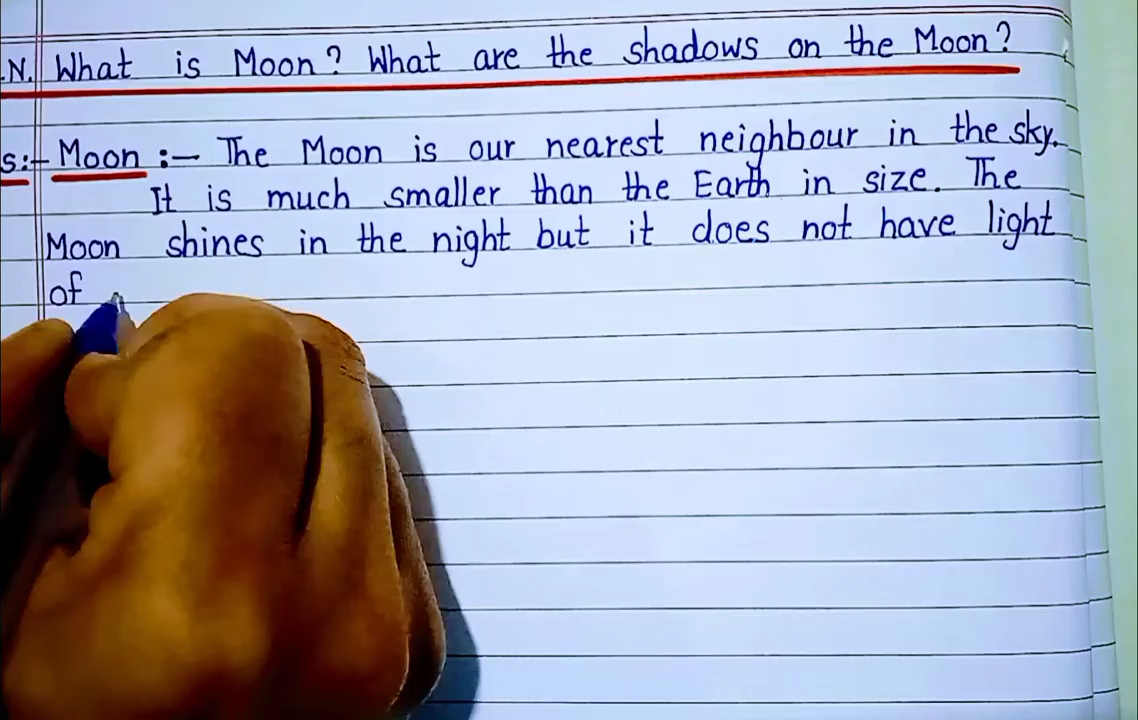 .N. What is Moon? What are the shadows on the Moon?
s:- Moon :- The Moon is our nearest neighbour in the sky.
It is much smaller than the Earth in size. The
Moon shines in the night but it does not have light
of